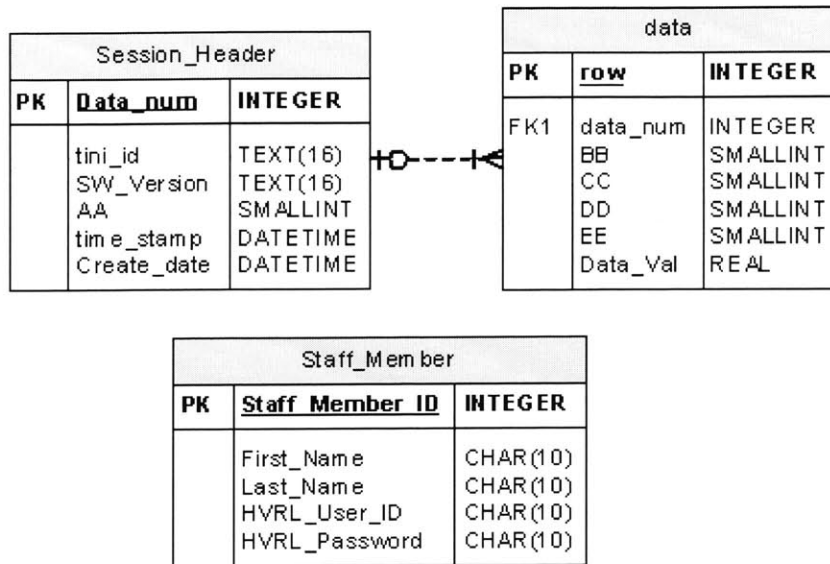 Session_Header
PK Data_num INTEGER
tini_id TEXT(16)
SW_Version TEXT(16)
AA SMALLINT
time_stamp DATETIME
Create_date DATETIME
data
PK row INTEGER
FK1 data_num INTEGER
BB SMALLINT
CC SMALLINT
DD SMALLINT
EE SMALLINT
Data_Val REAL
Staff_Member
PK Staff_Member_ID INTEGER
First_Name CHAR(10)
Last_Name CHAR(10)
HVRL_User_ID CHAR(10)
HVRL_Password CHAR(10)